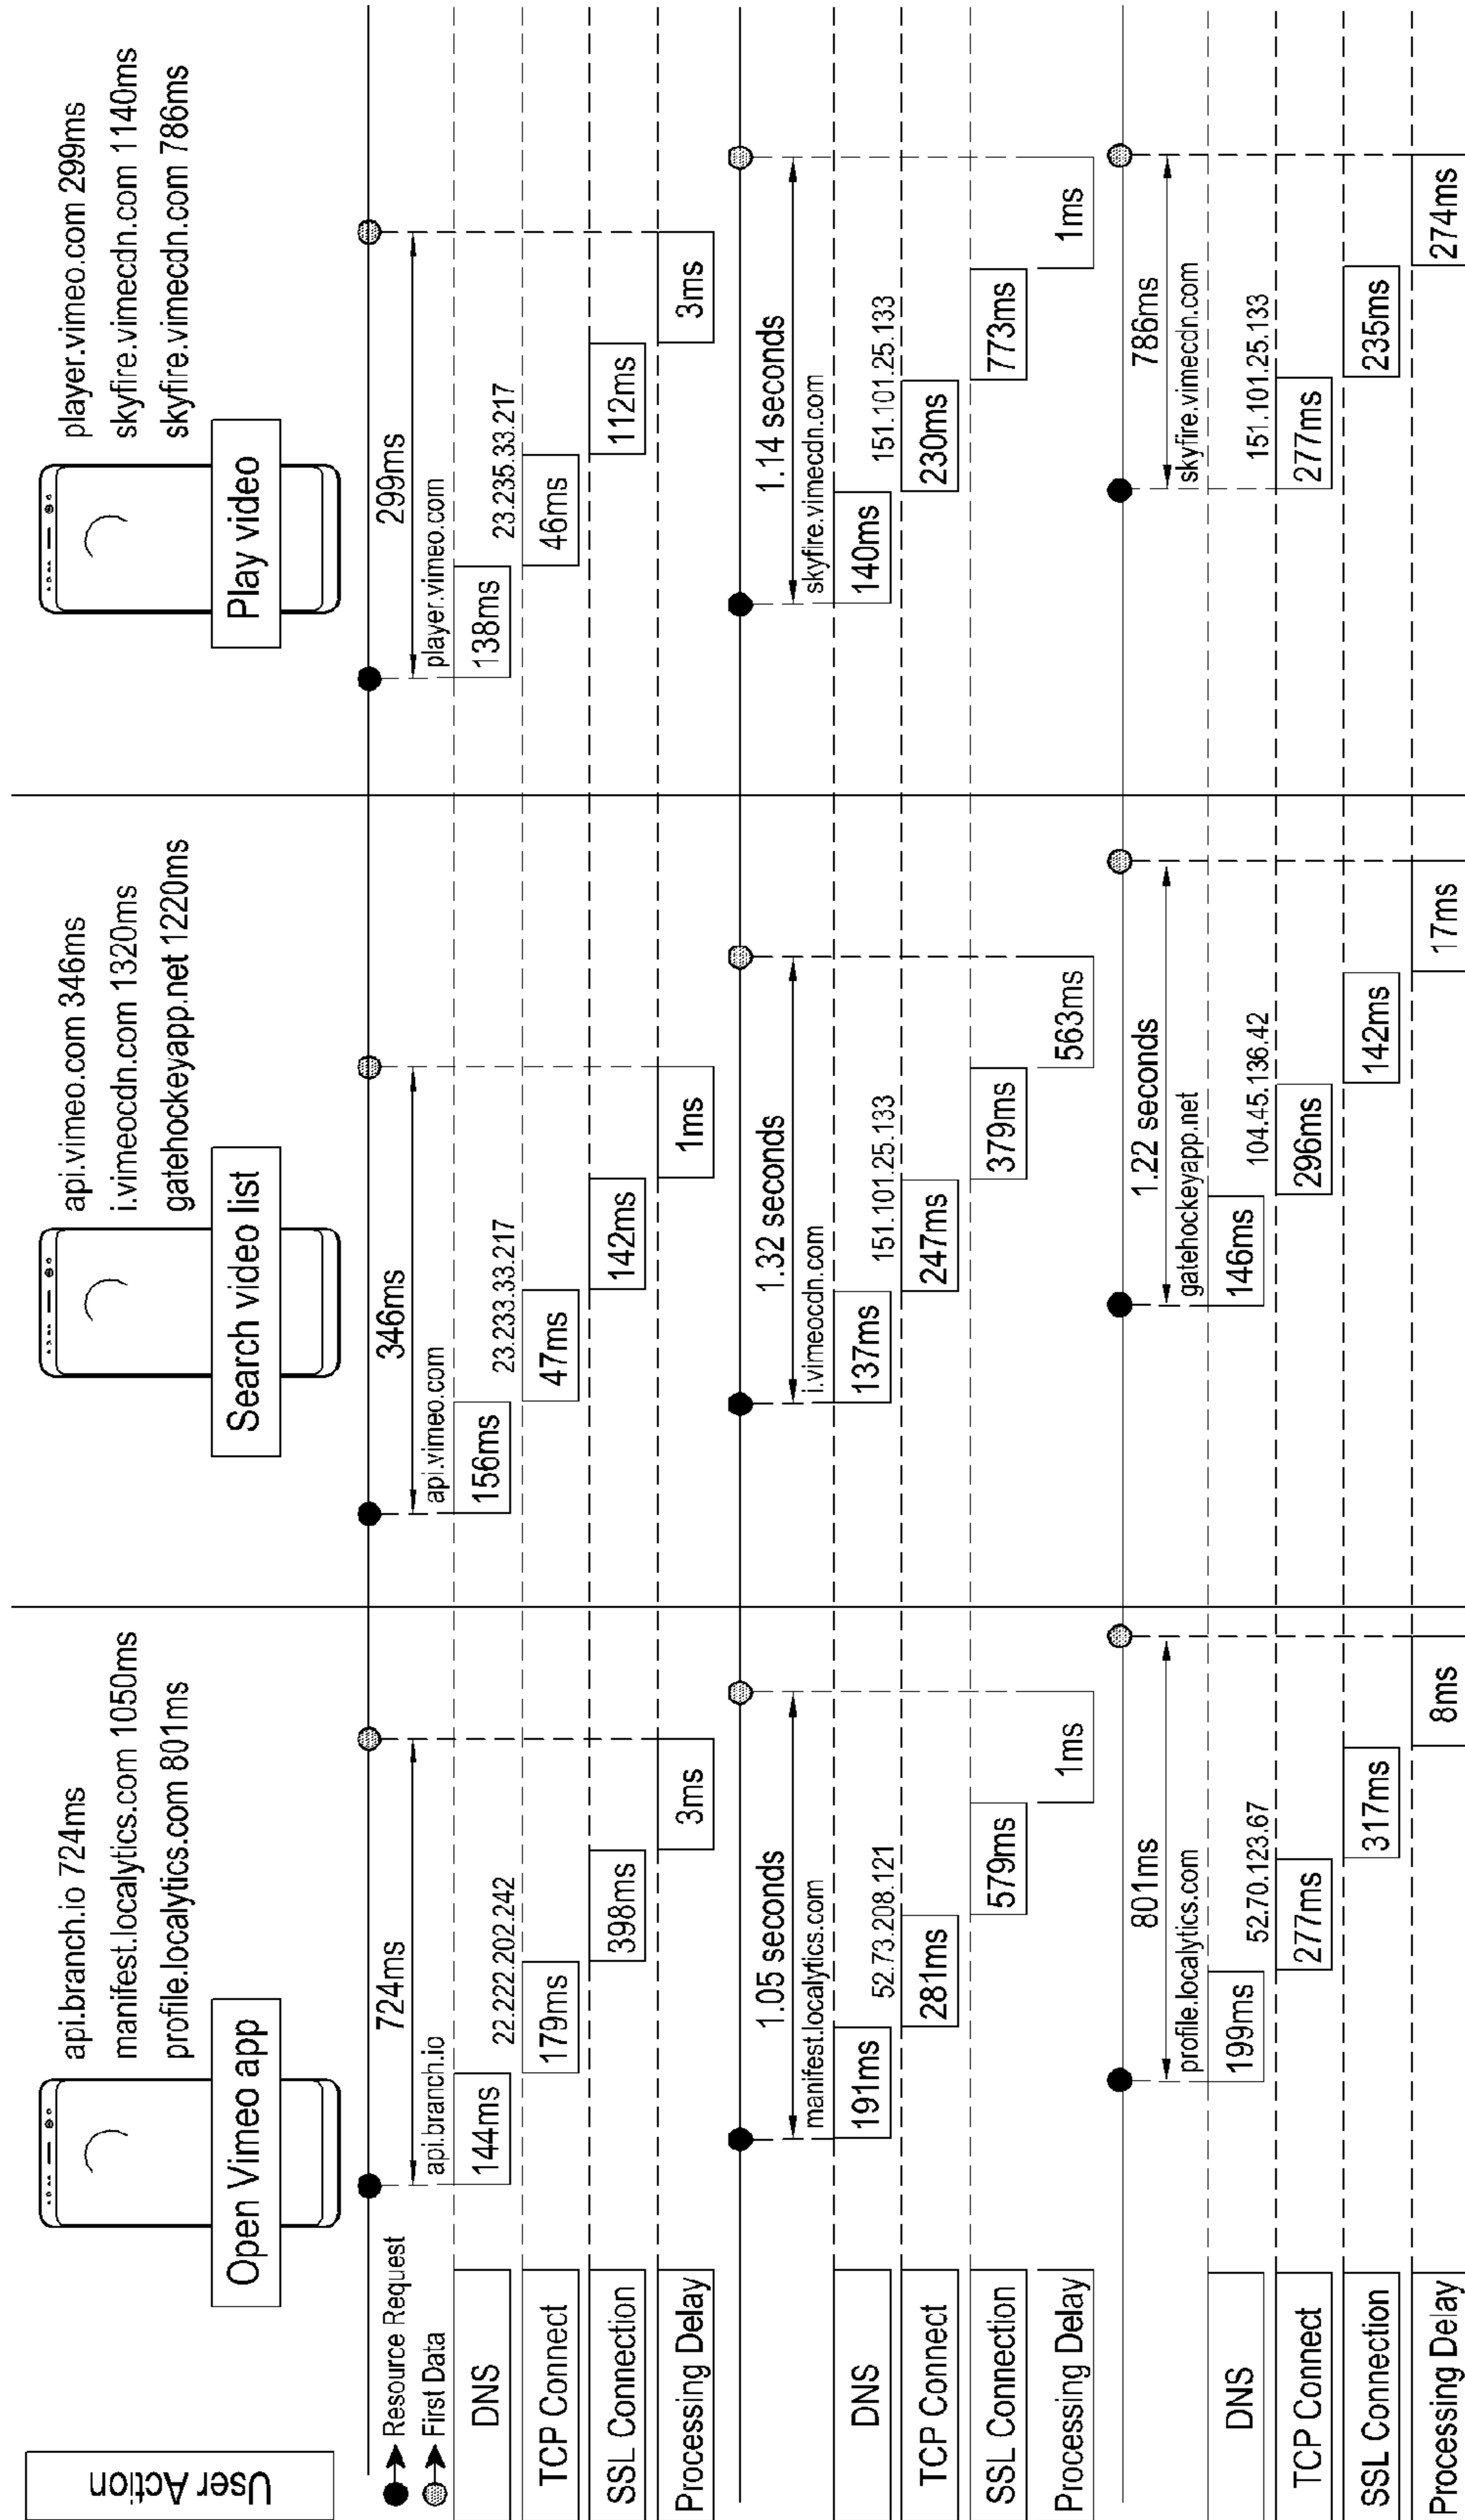 User Action
Open Vimeo app
api.branch.io 724ms
manifest.localytics.com 1050ms
profile.localytics.com 801ms
Search video list
api.vimeo.com 346ms
i.vimeocdn.com 1320ms
gatehockeyapp.net 1220ms
Play video
player.vimeo.com 299ms
skyfire.vimecdn.com 1140ms
skyfire.vimecdn.com 786ms
Resource Request
First Data
724ms
346ms
299ms
api.branch.io
api.vimeo.com
player.vimeo.com
DNS
144ms
156ms
138ms
22.222.202.242
23.233.33.217
23.235.33.217
TCP Connect
179ms
47ms
46ms
SSL Connection
398ms
142ms
112ms
Processing Delay
3ms
1ms
3ms
1.05 seconds
1.32 seconds
1.14 seconds
manifest.localytics.com
i.vimeocdn.com
skyfire.vimecdn.com
DNS
191ms
137ms
140ms
52.73.208.121
151.101.25.133
151.101.25.133
TCP Connect
281ms
247ms
230ms
SSL Connection
579ms
379ms
773ms
Processing Delay
1ms
563ms
1ms
801ms
1.22 seconds
786ms
profile.localytics.com
gatehockeyapp.net
skyfire.vimecdn.com
DNS
199ms
146ms
52.70.123.67
104.45.136.42
151.101.25.133
TCP Connect
277ms
296ms
277ms
SSL Connection
317ms
142ms
235ms
Processing Delay
8ms
17ms
274ms